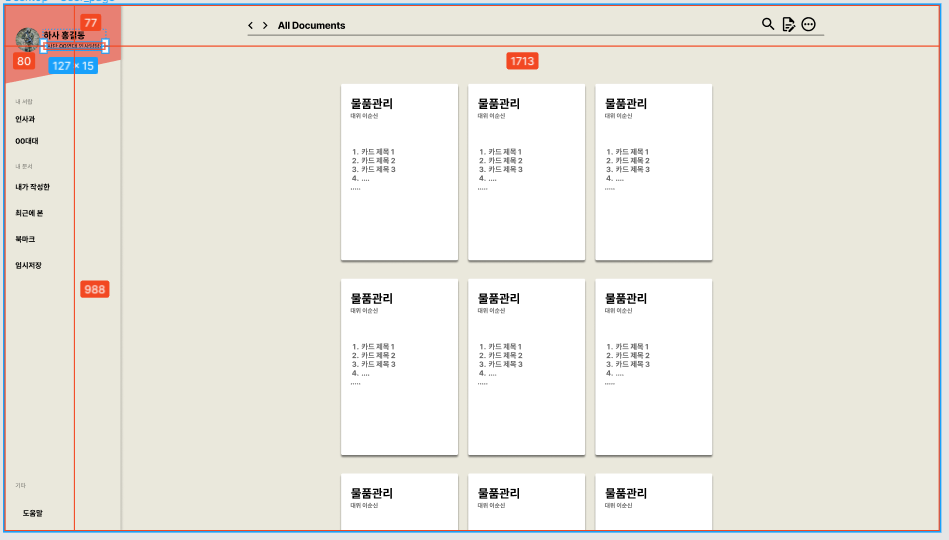 77
하사 홍길동
80
127 × 15
1713
988
All Documents
내 서랍
인사과
00대대
내 문서
내가 작성한
최근에 본
북마크
임시저장
기타
도움말
물품관리
대위 이순신
1. 카드 제목 1
2. 카드 제목 2
3. 카드 제목 3
4. ....
.....
물품관리
대위 이순신
1. 카드 제목 1
2. 카드 제목 2
3. 카드 제목 3
4. ....
.....
물품관리
대위 이순신
1. 카드 제목 1
2. 카드 제목 2
3. 카드 제목 3
4. ....
.....
물품관리
대위 이순신
1. 카드 제목 1
2. 카드 제목 2
3. 카드 제목 3
4. ....
.....
물품관리
대위 이순신
1. 카드 제목 1
2. 카드 제목 2
3. 카드 제목 3
4. ....
.....
물품관리
대위 이순신
1. 카드 제목 1
2. 카드 제목 2
3. 카드 제목 3
4. ....
.....
물품관리
대위 이순신
물품관리
대위 이순신
물품관리
대위 이순신